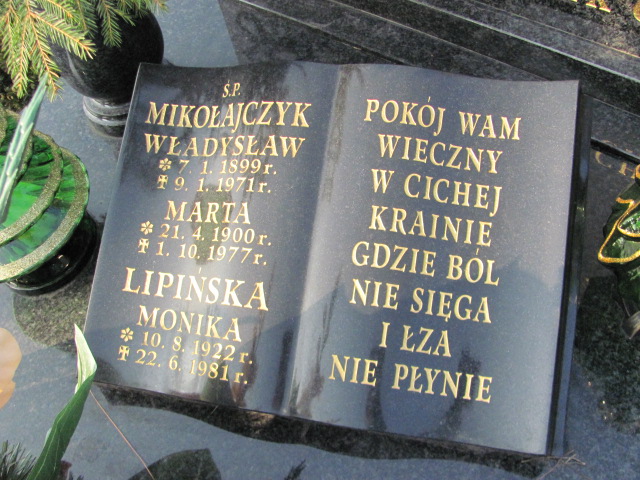 Ś.P.
MIKOŁAJCZYK
WŁADYSŁAW
✲ 7. 1. 1899 r.
✝ 9. 1. 1971 r.
MARTA
✲ 21. 4. 1900 r.
✝ 1. 10. 1977 r.
LIPIŃSKA
MONIKA
✲ 10. 8. 1922 r.
✝ 22. 6. 1981 r.
POKÓJ WAM
WIECZNY
W CICHEJ
KRAINIE
GDZIE BÓL
NIE SIĘGA
I ŁZA
NIE PŁYNIE